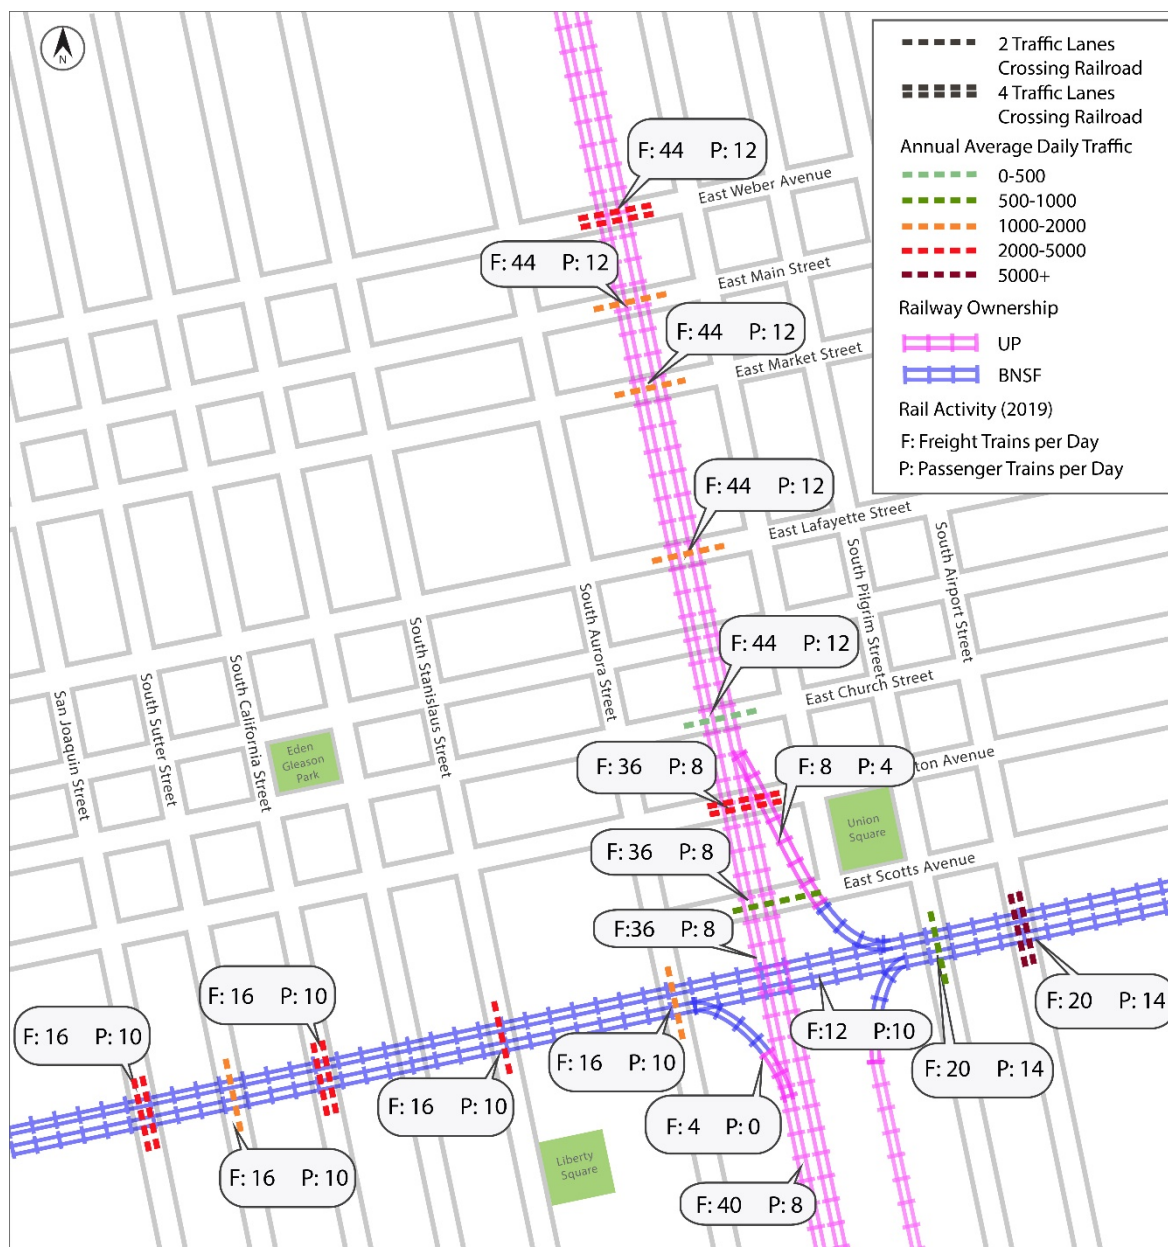 N
2 Traffic Lanes
Crossing Railroad
4 Traffic Lanes
Crossing Railroad
Annual Average Daily Traffic
0-500
500-1000
1000-2000
2000-5000
5000+
Railway Ownership
UP
BNSF
Rail Activity (2019)
F: Freight Trains per Day
P: Passenger Trains per Day
F: 44 P: 12
East Weber Avenue
F: 44 P: 12
East Main Street
F: 44 P: 12
East Market Street
F: 44 P: 12
East Lafayette Street
South Pilgrim Street
South Airport Street
South Aurora Street
South Stanislaus Street
South California Street
South Sutter Street
San Joaquin Street
F: 44 P: 12
East Church Street
Eden
Gleason
Park
F: 36 P: 8
F: 8 P: 4
ton Avenue
Union
Square
F: 36 P: 8
East Scotts Avenue
F:36 P: 8
F: 16 P: 10
F: 16 P: 10
F: 16 P: 10
F:12 P:10
F: 20 P: 14
F: 20 P: 14
F: 16 P: 10
F: 4 P: 0
F: 16 P: 10
Liberty
Square
F: 40 P: 8